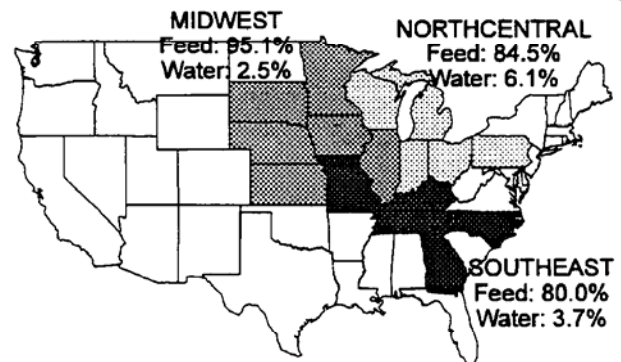 MIDWEST
Feed: 95.1%
Water: 2.5%
NORTHCENTRAL
Feed: 84.5%
Water: 6.1%
SOUTHEAST
Feed: 80.0%
Water: 3.7%